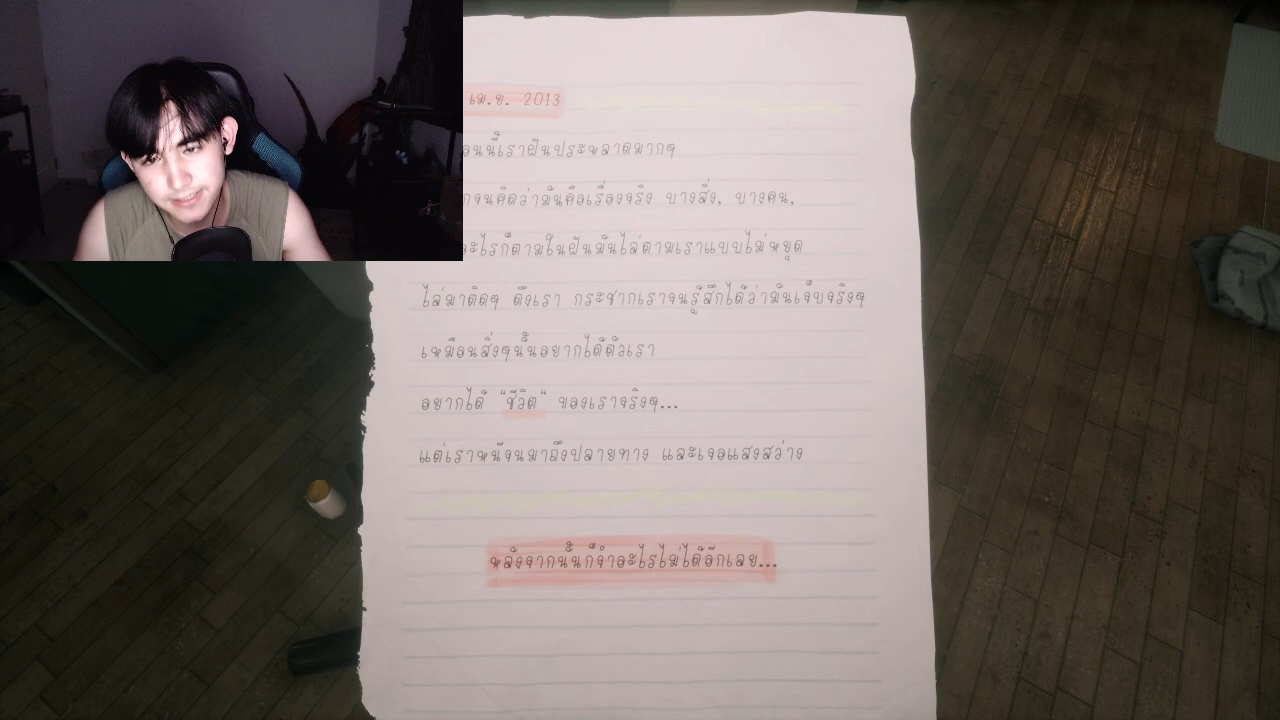 เม.ย. 2013
นี้เราฝันประหลาดมากๆ
จนคิดว่ามันคือเรื่องจริง บางสิ่ง, บางคน,
อะไรก็ตามในฝันมันไล่ตามเราแบบไม่หยุด
ไล่มาติดๆ ดึงเรา กระชากเราจนรู้สึกได้ว่ามันเจ็บจริงๆ
เหมือนสิ่งๆนั้นอยากได้ตัวเรา
อยากได้ "ชีวิต" ของเราจริงๆ...
แต่เราหนีจนมาถึงปลายทาง และเจอแสงสว่าง
หลังจากนั้นก็จำอะไรไม่ได้อีกเลย...